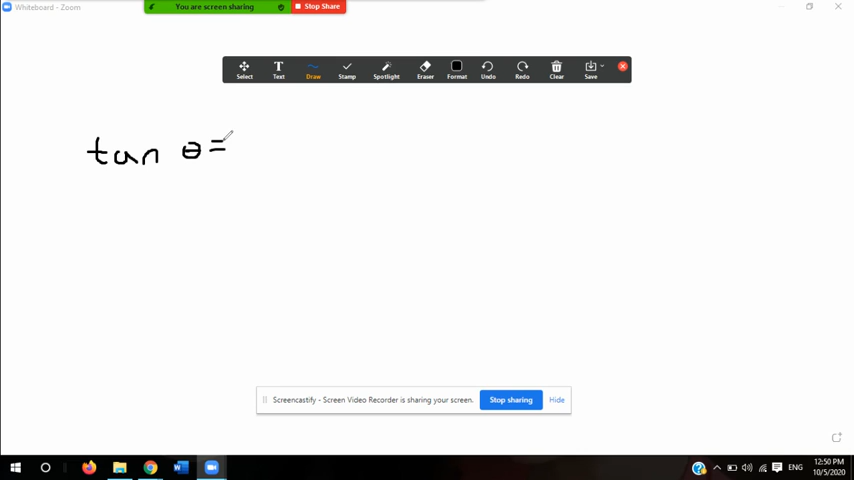 Whiteboard - Zoom
You are screen sharing
Stop Share
Select Text Draw Stamp Spotlight Eraser Format Undo Redo Clear Save
tan θ=
Screencastify - Screen Video Recorder is sharing your screen. Stop sharing Hide
ENG
12:50 PM
10/5/2020